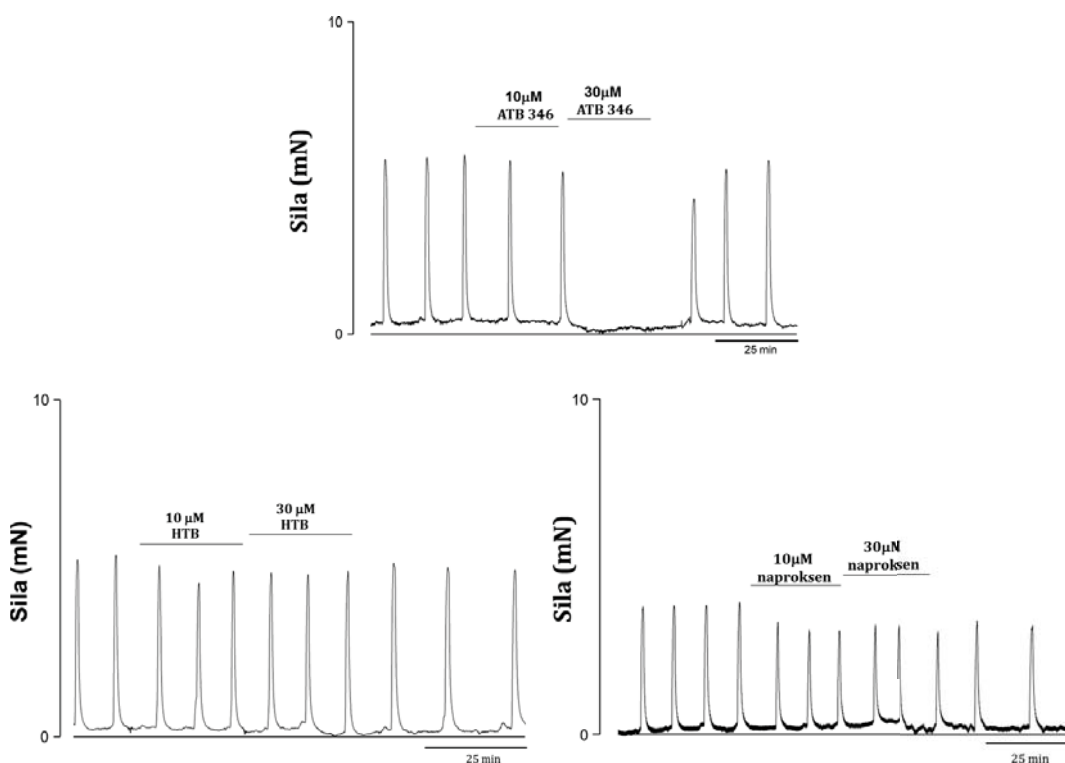 10
10μM
ATB 346
30μM
ATB 346
Sila (mN)
0
25 min
10
10 μM
HTB
30 μM
HTB
Sila (mN)
0
25 min
10
10μM
naproksen
30μM
naproksen
Sila (mN)
0
25 min